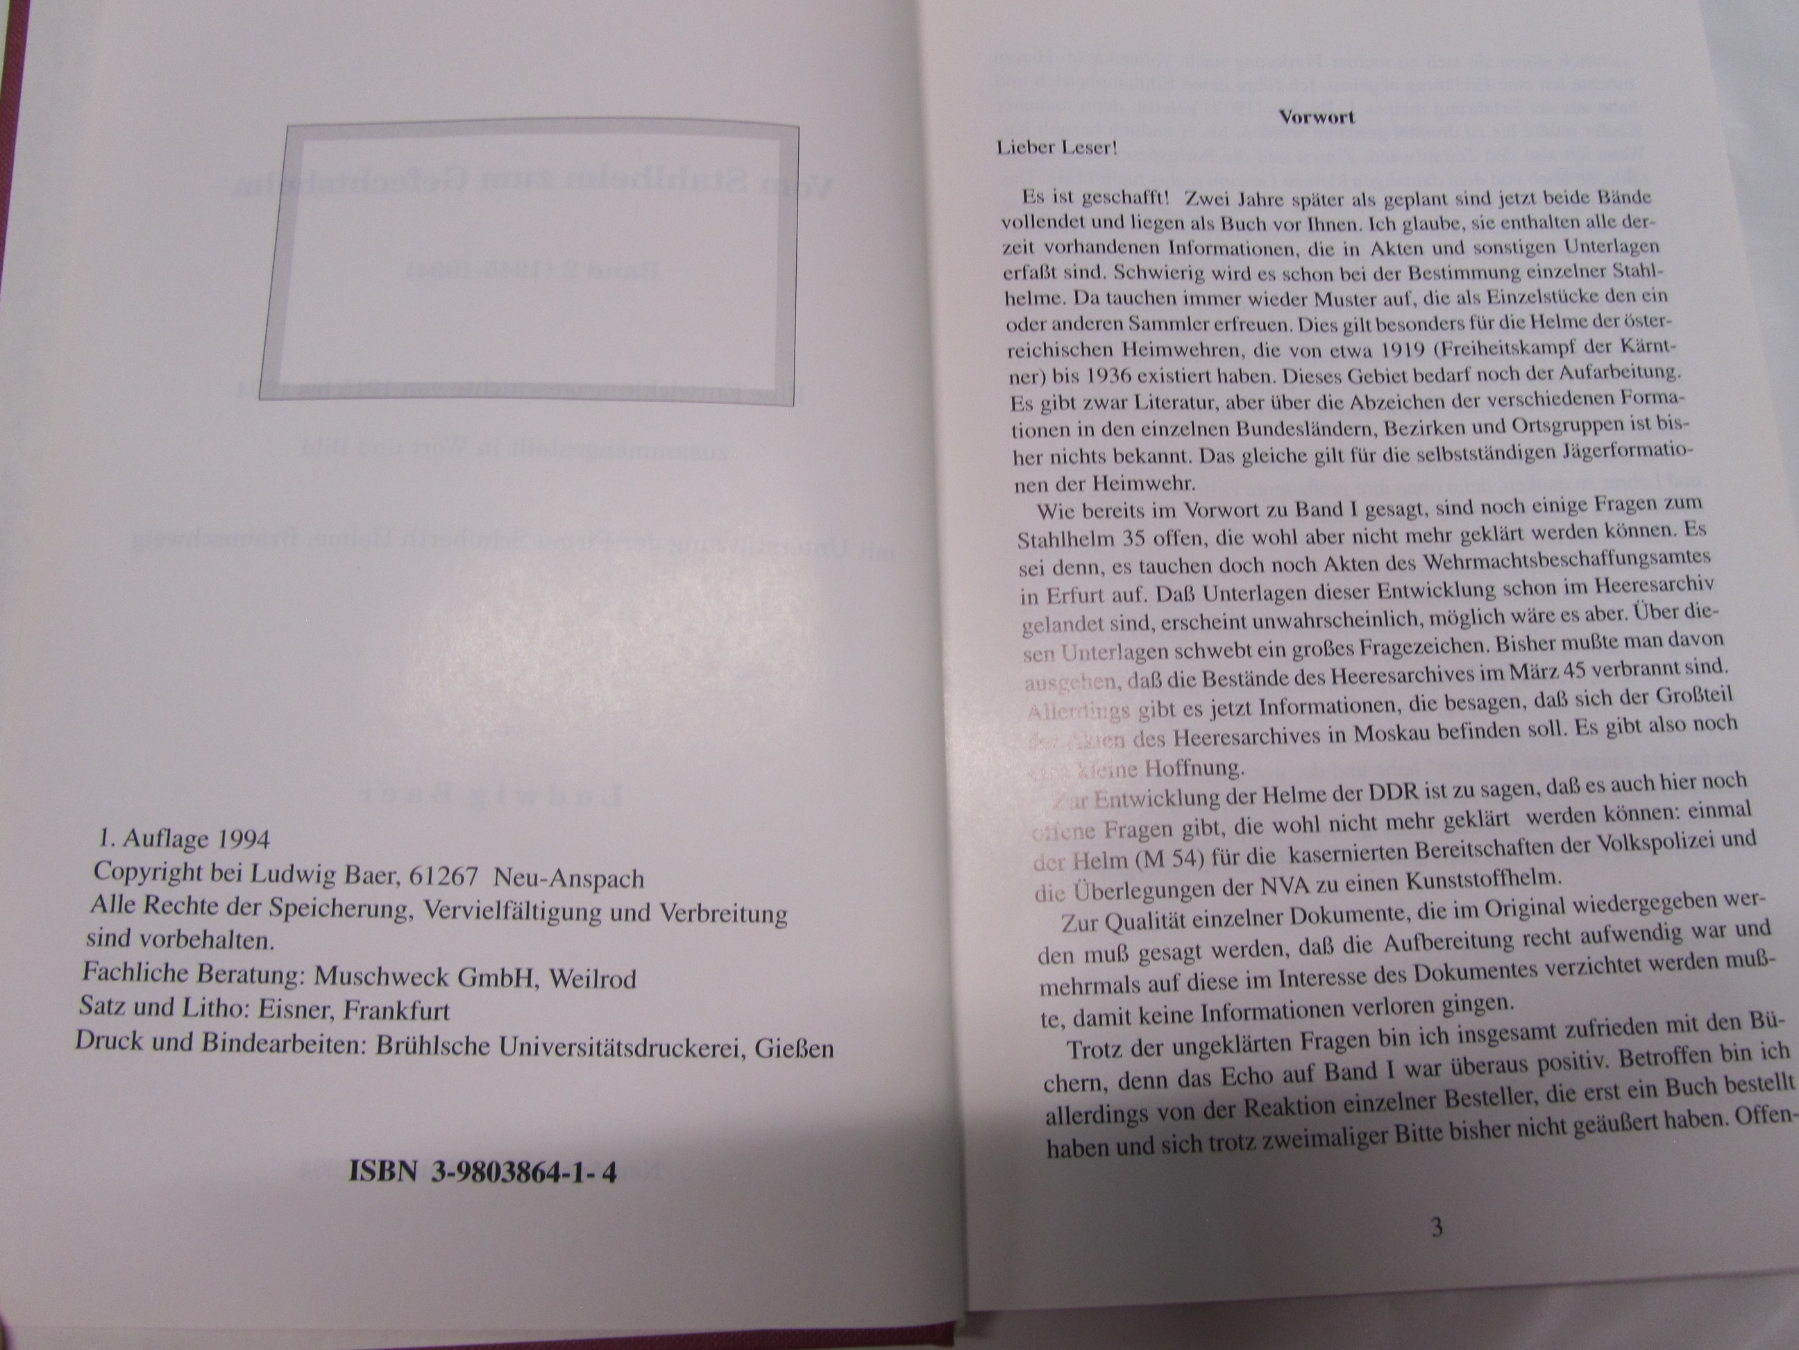 1. Auflage 1994
Copyright bei Ludwig Baer, 61267 Neu-Anspach
Alle Rechte der Speicherung, Vervielfältigung und Verbreitung
sind vorbehalten.
Fachliche Beratung: Muschweck GmbH, Weilrod
Satz und Litho: Eisner, Frankfurt
Druck und Bindearbeiten: Brühlsche Universitätsdruckerei, Gießen
ISBN 3-9803864-1-4
Vorwort
Lieber Leser!
Es ist geschafft! Zwei Jahre später als geplant sind jetzt beide Bände
vollendet und liegen als Buch vor Ihnen. Ich glaube, sie enthalten alle der-
zeit vorhandenen Informationen, die in Akten und sonstigen Unterlagen
erfaßt sind. Schwierig wird es schon bei der Bestimmung einzelner Stahl-
helme. Da tauchen immer wieder Muster auf, die als Einzelstücke den ein
oder anderen Sammler erfreuen. Dies gilt besonders für die Helme der öster-
reichischen Heimwehren, die von etwa 1919 (Freiheitskampf der Kärnt-
ner) bis 1936 existiert haben. Dieses Gebiet bedarf noch der Aufarbeitung.
Es gibt zwar Literatur, aber über die Abzeichen der verschiedenen Forma-
tionen in den einzelnen Bundesländern, Bezirken und Ortsgruppen ist bis-
her nichts bekannt. Das gleiche gilt für die selbstständigen Jägerformatio-
nen der Heimwehr.
Wie bereits im Vorwort zu Band I gesagt, sind noch einige Fragen zum
Stahlhelm 35 offen, die wohl aber nicht mehr geklärt werden können. Es
sei denn, es tauchen doch noch Akten des Wehrmachtsbeschaffungsamtes
in Erfurt auf. Daß Unterlagen dieser Entwicklung schon im Heeresarchiv
gelandet sind, erscheint unwahrscheinlich, möglich wäre es aber. Über die-
sen Unterlagen schwebt ein großes Fragezeichen. Bisher mußte man davon
ausgehen, daß die Bestände des Heeresarchives im März 45 verbrannt sind.
Allerdings gibt es jetzt Informationen, die besagen, daß sich der Großteil
der Akten des Heeresarchives in Moskau befinden soll. Es gibt also noch
eine kleine Hoffnung.
Zur Entwicklung der Helme der DDR ist zu sagen, daß es auch hier noch
offene Fragen gibt, die wohl nicht mehr geklärt werden können: einmal
der Helm (M 54) für die kasernierten Bereitschaften der Volkspolizei und
die Überlegungen der NVA zu einen Kunststoffhelm.
Zur Qualität einzelner Dokumente, die im Original wiedergegeben wer-
den muß gesagt werden, daß die Aufbereitung recht aufwendig war und
mehrmals auf diese im Interesse des Dokumentes verzichtet werden muß-
te, damit keine Informationen verloren gingen.
Trotz der ungeklärten Fragen bin ich insgesamt zufrieden mit den Bü-
chern, denn das Echo auf Band I war überaus positiv. Betroffen bin ich
allerdings von der Reaktion einzelner Besteller, die erst ein Buch bestellt
haben und sich trotz zweimaliger Bitte bisher nicht geäußert haben. Offen-
3